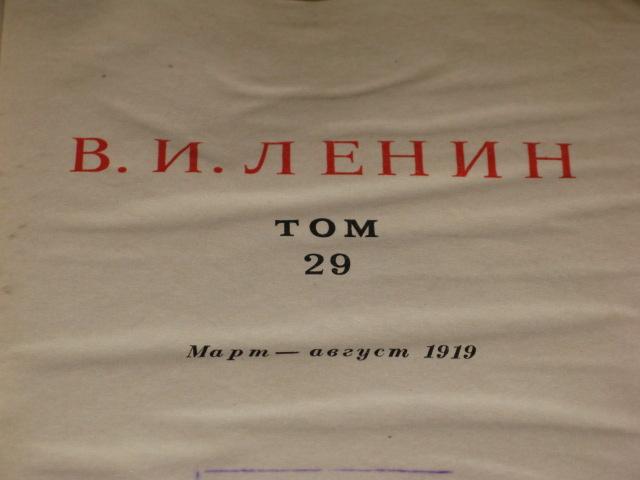 В. И. ЛЕНИН
ТОМ
29
Март — август 1919